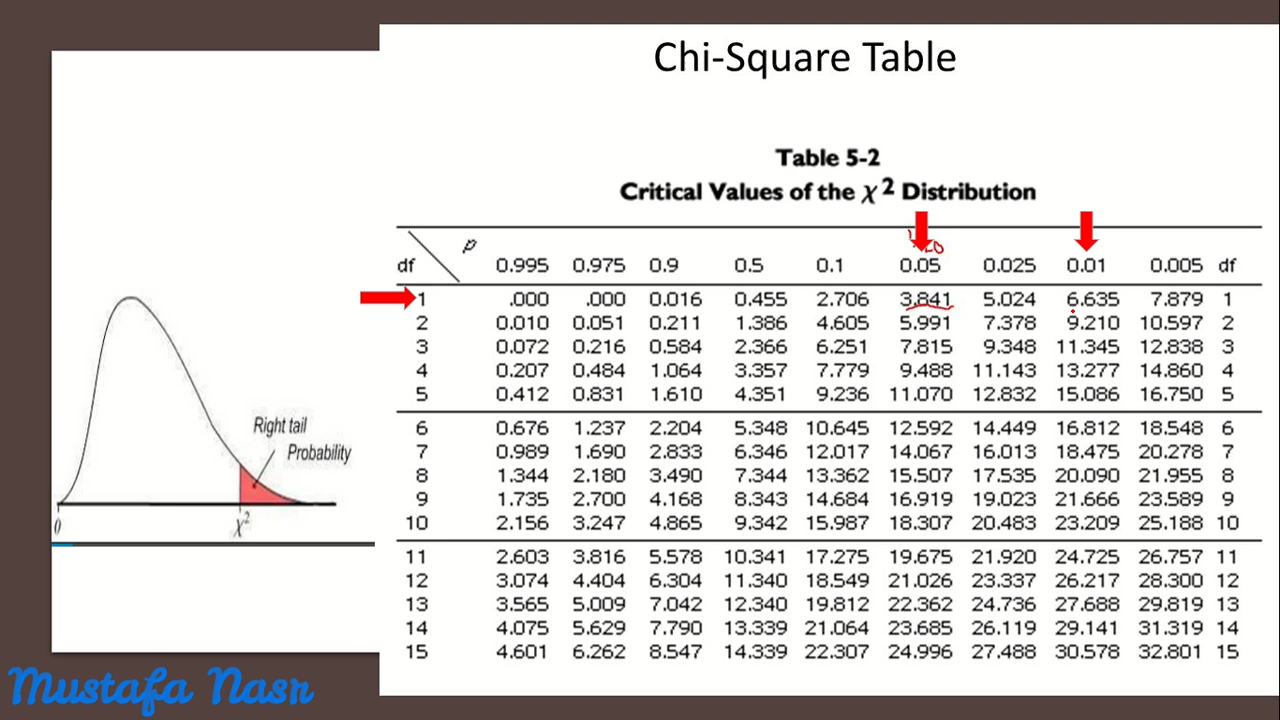 Chi-Square Table
Table 5-2
Critical Values of the χ2 Distribution
p
df 0.995 0.975 0.9 0.5 0.1 0.05 0.025 0.01 0.005 df
1 .000 .000 0.016 0.455 2.706 3.841 5.024 6.635 7.879 1
2 0.010 0.051 0.211 1.386 4.605 5.991 7.378 9.210 10.597 2
3 0.072 0.216 0.584 2.366 6.251 7.815 9.348 11.345 12.838 3
4 0.207 0.484 1.064 3.357 7.779 9.488 11.143 13.277 14.860 4
5 0.412 0.831 1.610 4.351 9.236 11.070 12.832 15.086 16.750 5
6 0.676 1.237 2.204 5.348 10.645 12.592 14.449 16.812 18.548 6
7 0.989 1.690 2.833 6.346 12.017 14.067 16.013 18.475 20.278 7
8 1.344 2.180 3.490 7.344 13.362 15.507 17.535 20.090 21.955 8
9 1.735 2.700 4.168 8.343 14.684 16.919 19.023 21.666 23.589 9
10 2.156 3.247 4.865 9.342 15.987 18.307 20.483 23.209 25.188 10
11 2.603 3.816 5.578 10.341 17.275 19.675 21.920 24.725 26.757 11
12 3.074 4.404 6.304 11.340 18.549 21.026 23.337 26.217 28.300 12
13 3.565 5.009 7.042 12.340 19.812 22.362 24.736 27.688 29.819 13
14 4.075 5.629 7.790 13.339 21.064 23.685 26.119 29.141 31.319 14
15 4.601 6.262 8.547 14.339 22.307 24.996 27.488 30.578 32.801 15
Right tail
Probability
0 X2
Mustafa Nasr